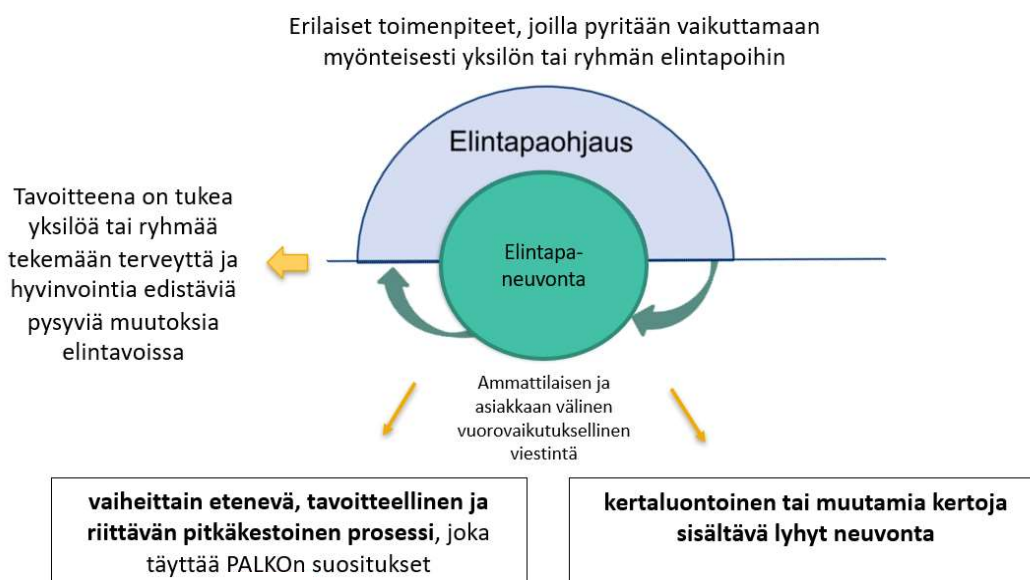 Erilaiset toimenpiteet, joilla pyritään vaikuttamaan
myönteisesti yksilön tai ryhmän elintapoihin
Elintapaohjaus
Tavoitteena on tukea
yksilöä tai ryhmää
tekemään terveyttä ja
hyvinvointia edistäviä
pysyviä muutoksia
elintavoissa
Elintapa-
neuvonta
Ammattilaisen ja
asiakkaan välinen
vuorovaikutuksellinen
viestintä
vaiheittain etenevä, tavoitteellinen ja
riittävän pitkäkestoinen prosessi, joka
täyttää PALKOn suositukset
kertaluontoinen tai muutamia kertoja
sisältävä lyhyt neuvonta